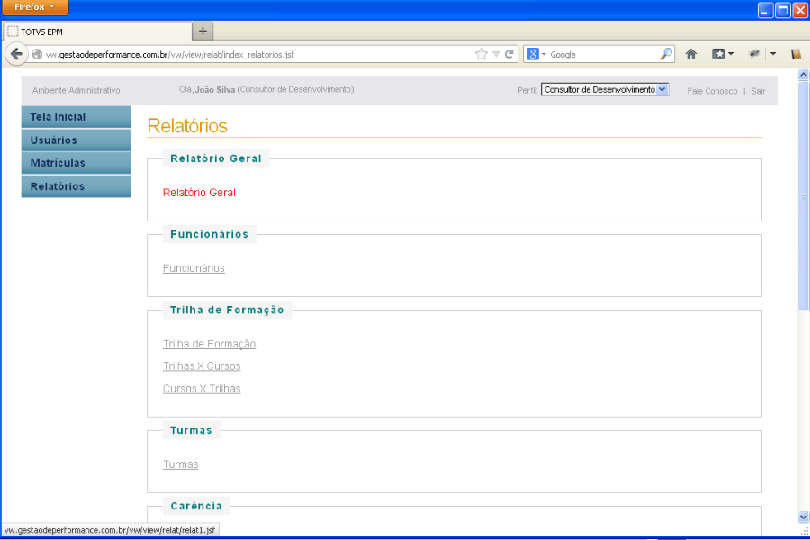 Firefox
TOTVS EPM
vw.gestaodeperformance.com.br/vw/view/relat/index_relatorios.jsf
Google
Ambiente Administrativo
Olá, João Silva (Consultor de Desenvolvimento)
Perfil: Consultor de Desenvolvimento
Fale Conosco | Sair
Tela Inicial
Usuários
Matrículas
Relatórios
Relatórios
Relatório Geral
Relatório Geral
Funcionários
Funcionários
Trilha de Formação
Trilha de Formação
Trilhas X Cursos
Cursos X Trilhas
Turmas
Turmas
Carência
vw.gestaodeperformance.com.br/vw/view/relat/relat1.jsf